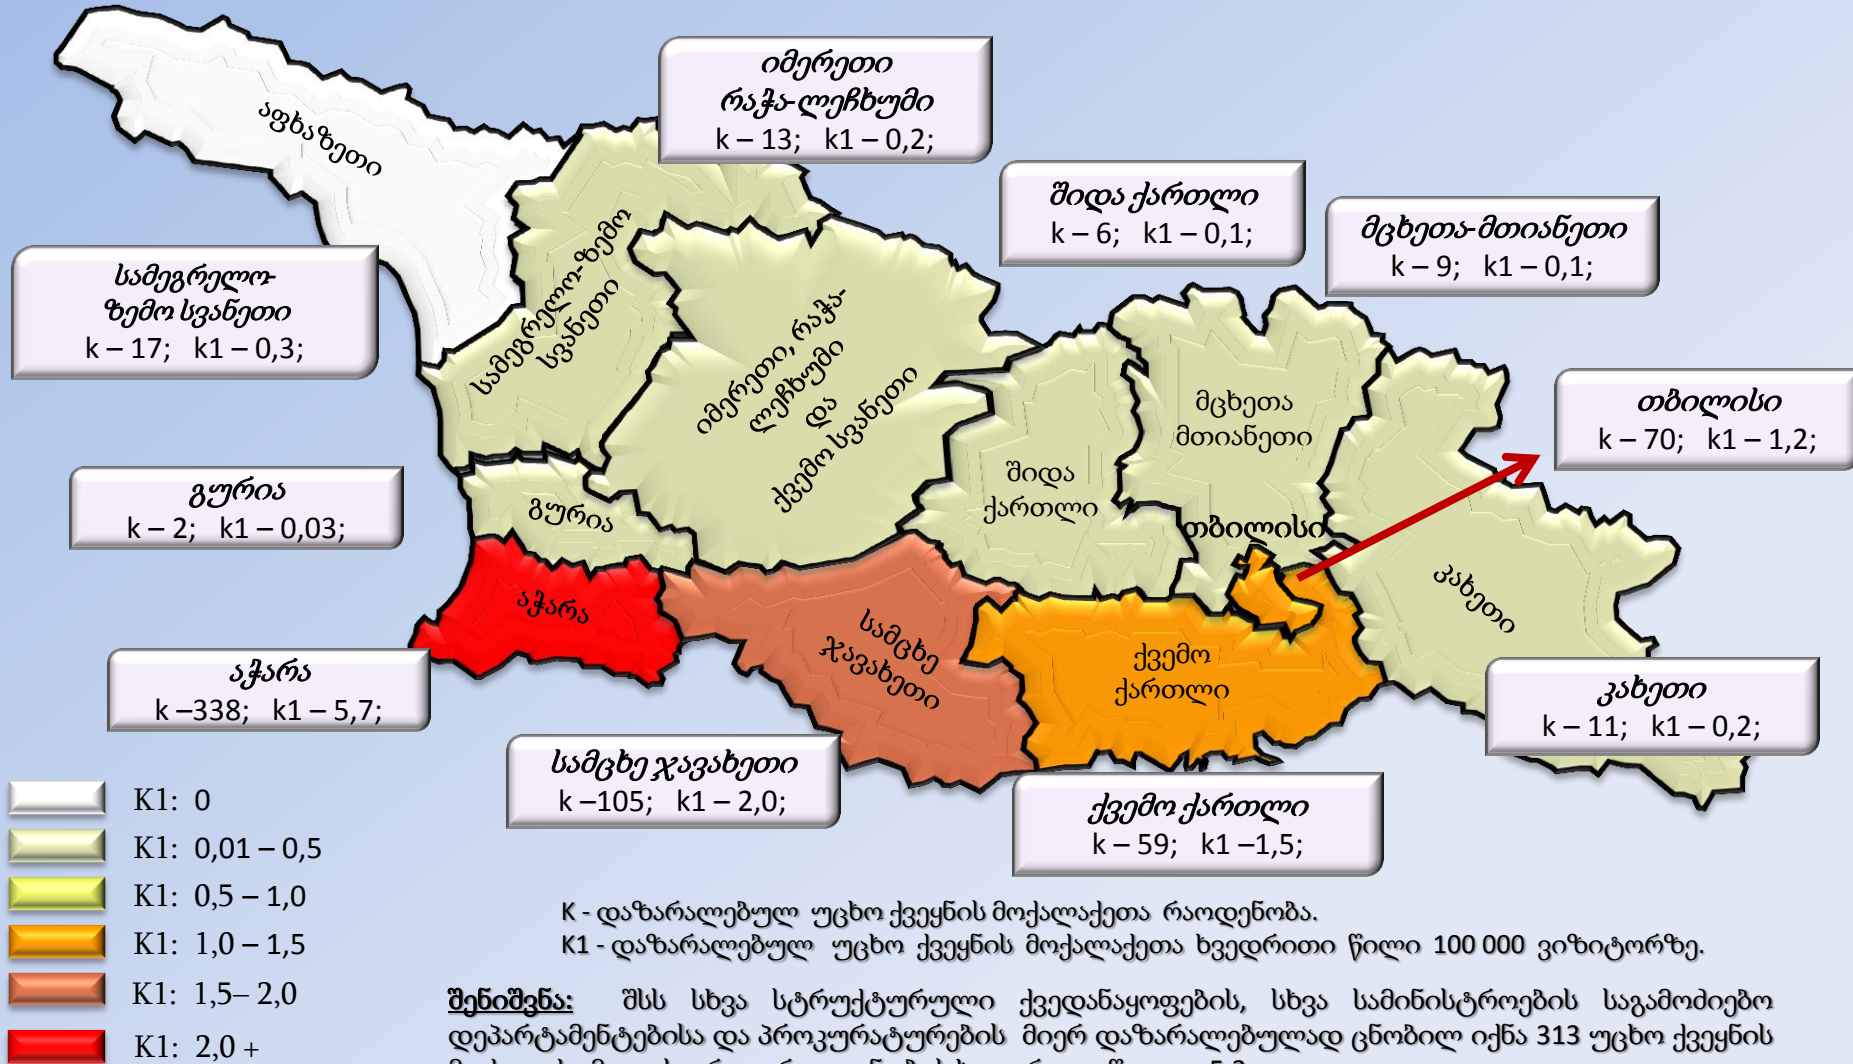 იმერეთი
რაჭა-ლეჩხუმი
k – 13; k1 – 0,2;
შიდა ქართლი
k – 6; k1 – 0,1;
მცხეთა-მთიანეთი
k – 9; k1 – 0,1;
სამეგრელო-
ზემო სვანეთი
k – 17; k1 – 0,3;
თბილისი
k – 70; k1 – 1,2;
გურია
k – 2; k1 – 0,03;
აჭარა
k –338; k1 – 5,7;
სამცხე ჯავახეთი
k –105; k1 – 2,0;
ქვემო ქართლი
k – 59; k1 –1,5;
კახეთი
k – 11; k1 – 0,2;
აფხაზეთი
სამეგრელო-ზემო
სვანეთი
იმერეთი, რაჭა-
ლეჩხუმი
და
ქვემო სვანეთი
შიდა
ქართლი
მცხეთა
მთიანეთი
თბილისი
კახეთი
გურია
აჭარა
სამცხე
ჯავახეთი
ქვემო
ქართლი
K1: 0
K1: 0,01 – 0,5
K1: 0,5 – 1,0
K1: 1,0 – 1,5
K1: 1,5– 2,0
K1: 2,0 +
K - დაზარალებულ უცხო ქვეყნის მოქალაქეთა რაოდენობა.
K1 - დაზარალებულ უცხო ქვეყნის მოქალაქეთა ხვედრითი წილი 100 000 ვიზიტორზე.
შენიშვნა: შსს სხვა სტრუქტურული ქვედანაყოფების, სხვა სამინისტროების საგამოძიებო
დეპარტამენტებისა და პროკურატურების მიერ დაზარალებულად ცნობილ იქნა 313 უცხო ქვეყნის